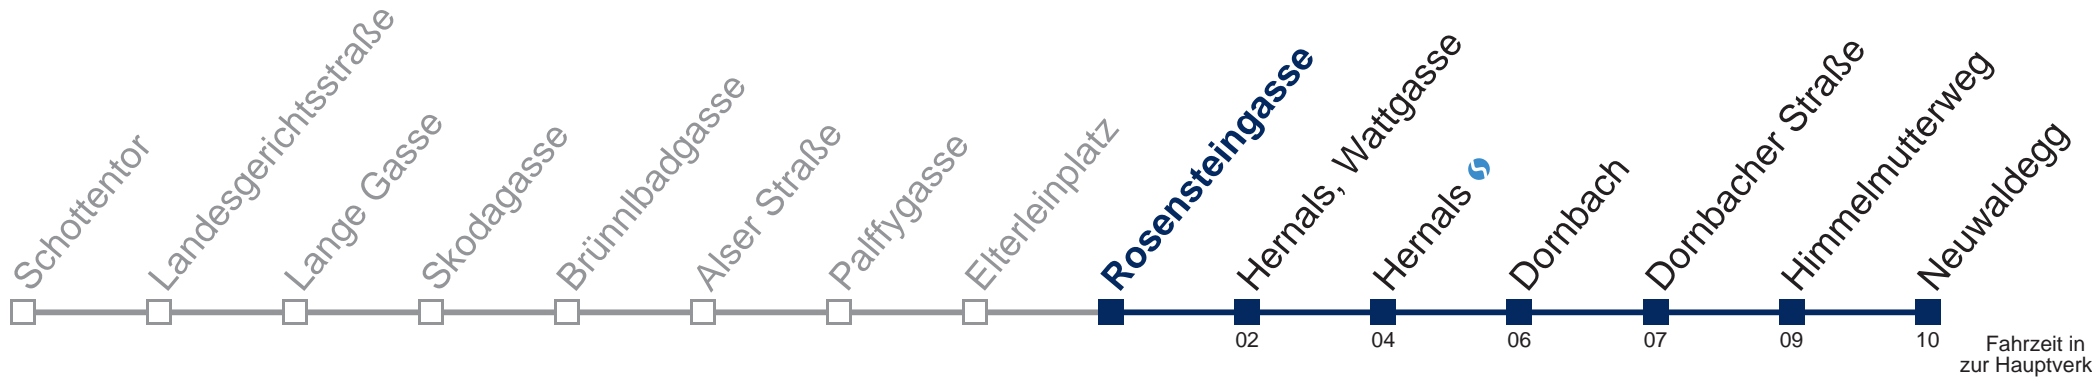 Schottentor
Landesgerichtsstraße
Lange Gasse
Skodagasse
Brünnlbadgasse
Alser Straße
Palffygasse
Elterleinplatz
Rosensteingasse
Hernals, Wattgasse
Hernals
Dornbach
Dornbacher Straße
Himmelmutterweg
Neuwaldegg
02 04 06 07 09 10
Fahrzeit in
zur Hauptverk